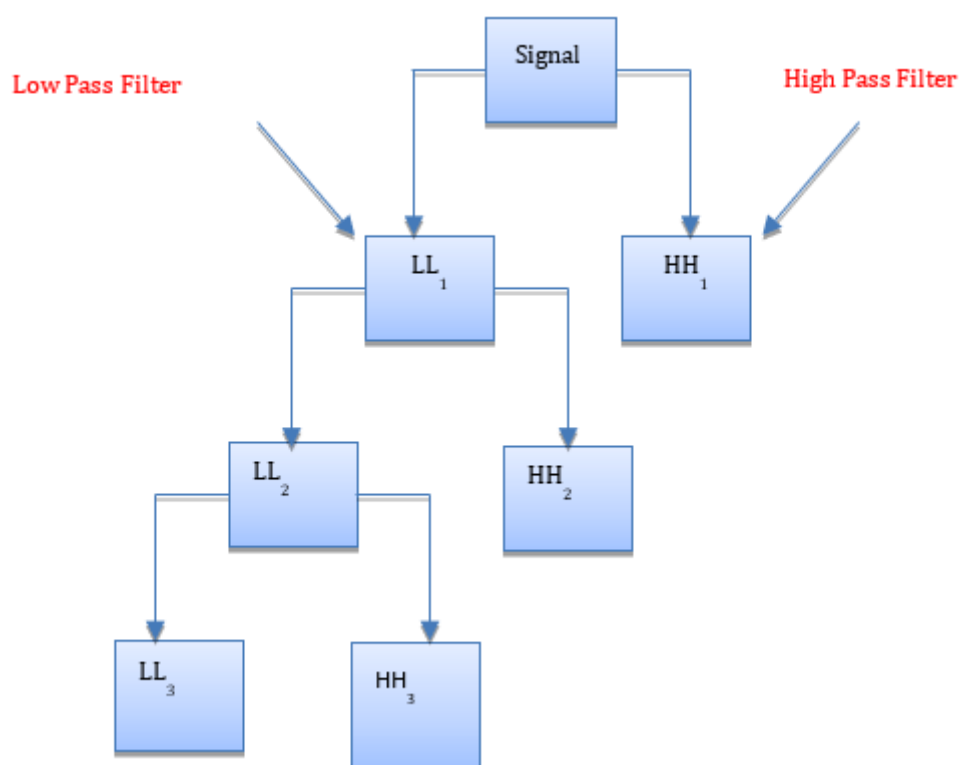 Signal
Low Pass Filter
High Pass Filter
LL1
HH1
LL2
HH2
LL3
HH3